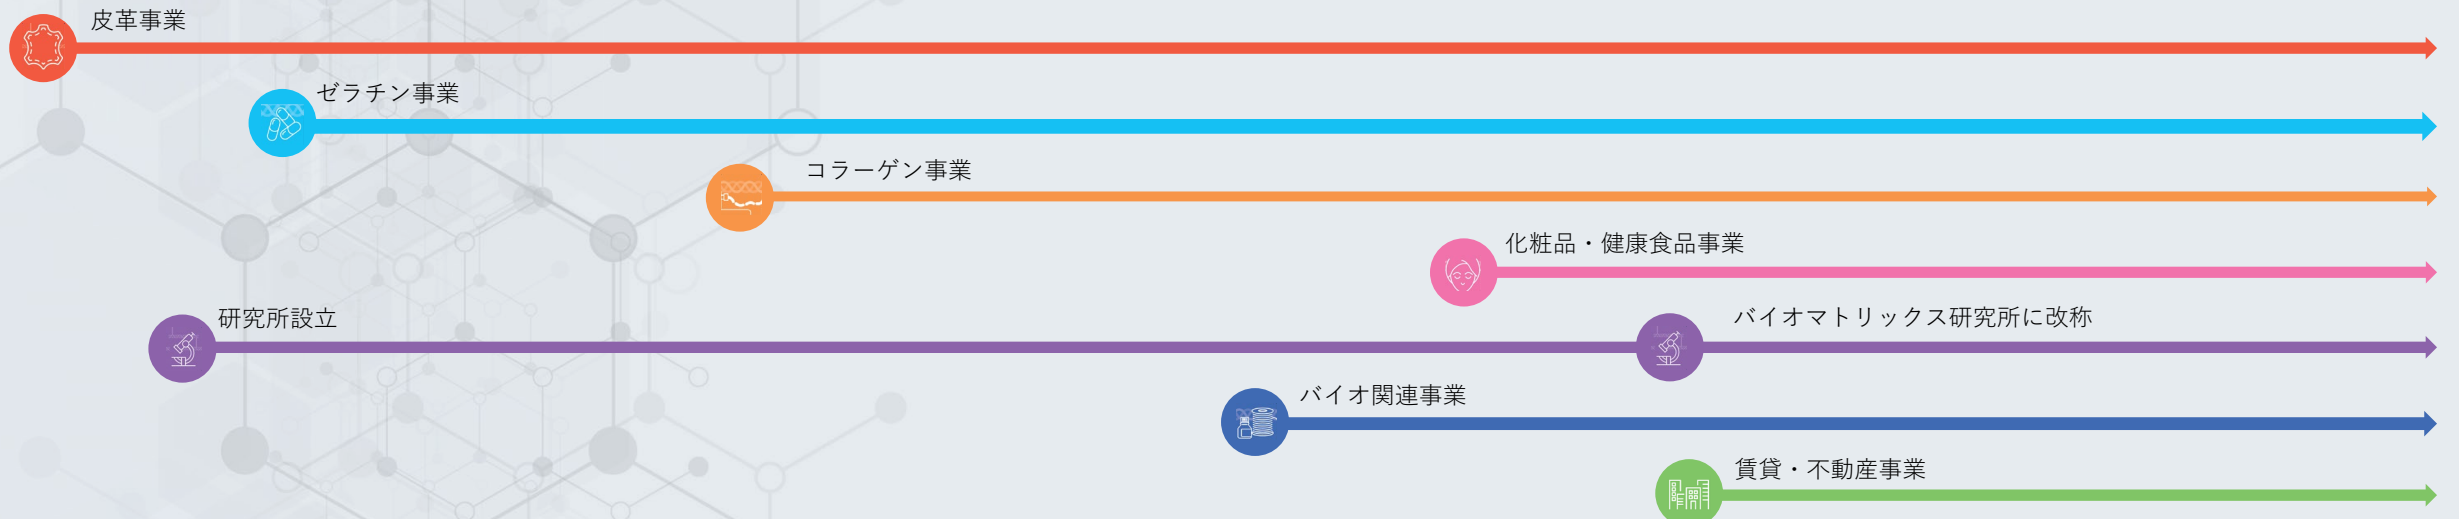 皮革事業
ゼラチン事業
コラーゲン事業
化粧品・健康食品事業
研究所設立
バイオマトリックス研究所に改称
バイオ関連事業
賃貸・不動産事業